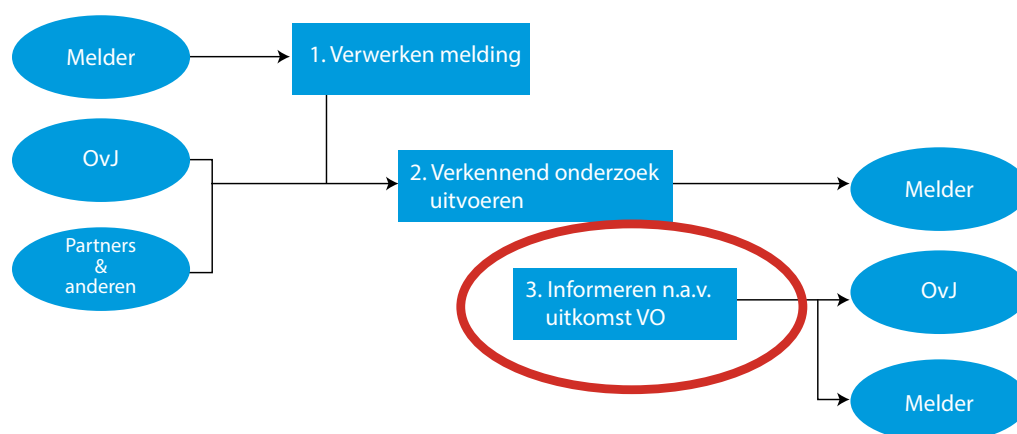 Melder
1. Verwerken melding
OvJ
2. Verkennend onderzoek
uitvoeren
Melder
Partners
&
anderen
3. Informeren n.a.v.
uitkomst VO
OvJ
Melder